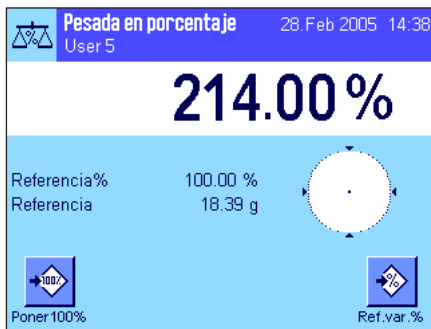 Pesada en porcentaje 28.Feb 2005 14:38
User 5
214.00 %
Referencia% 100.00 %
Referencia 18.39 g
100%
%
Poner100% Ref.var.%